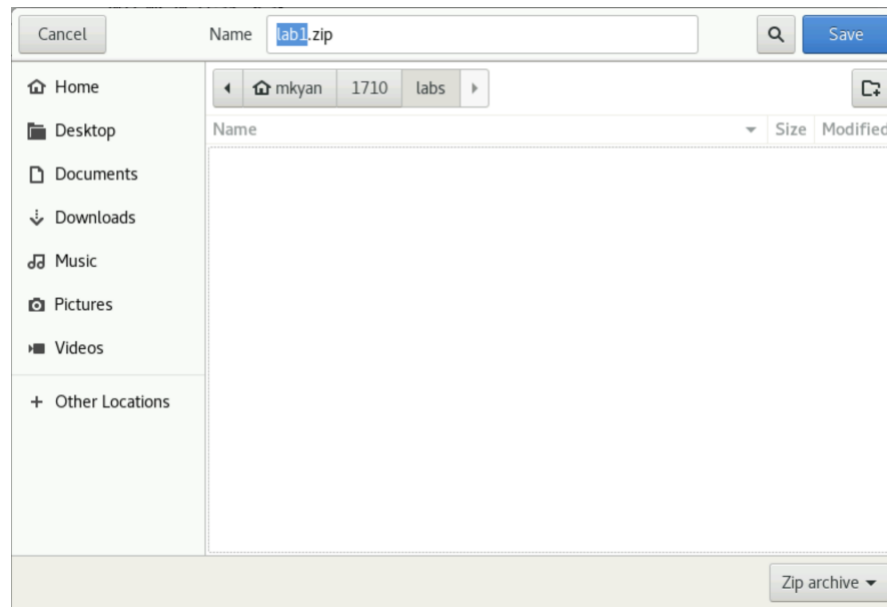 Cancel Name lab1.zip Save
Home mkyan 1710 labs
Desktop Name Size Modified
Documents
Downloads
Music
Pictures
Videos
Other Locations
Zip archive